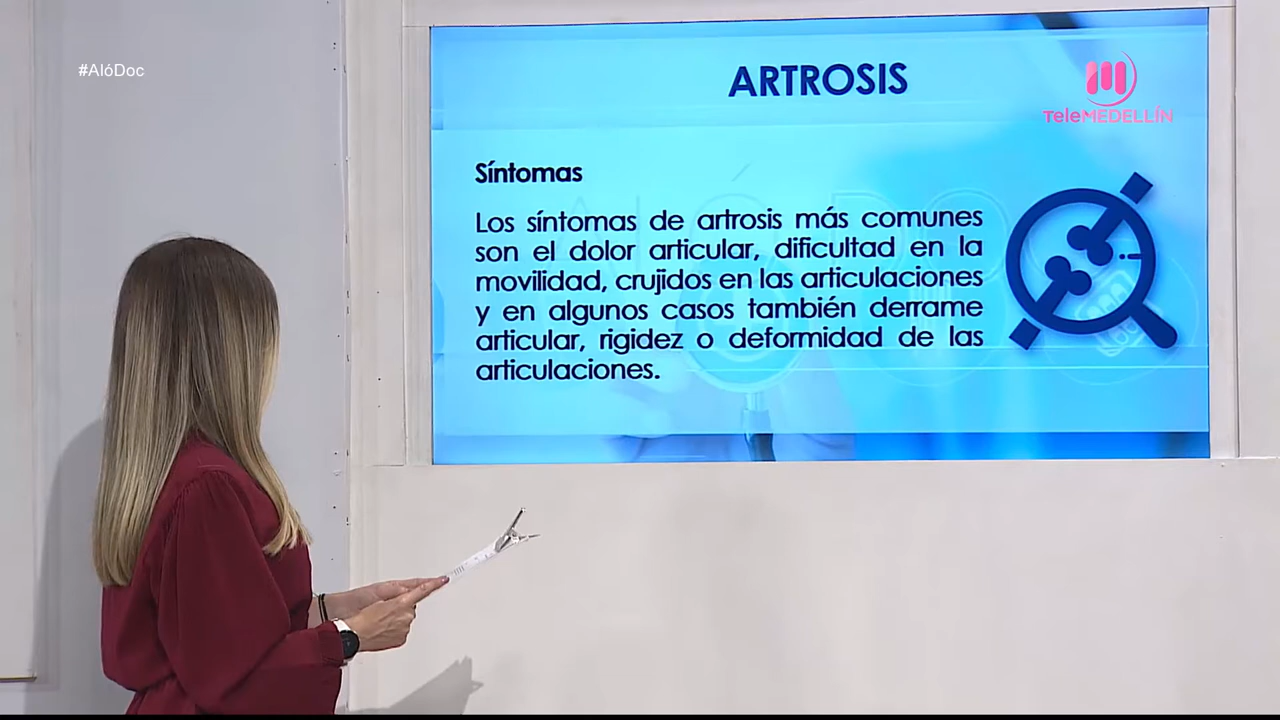 #AlóDoc
ARTROSIS
TeleMEDELLÍN
Síntomas
Los síntomas de artrosis más comunes
son el dolor articular, dificultad en la
movilidad, crujidos en las articulaciones
y en algunos casos también derrame
articular, rigidez o deformidad de las
articulaciones.